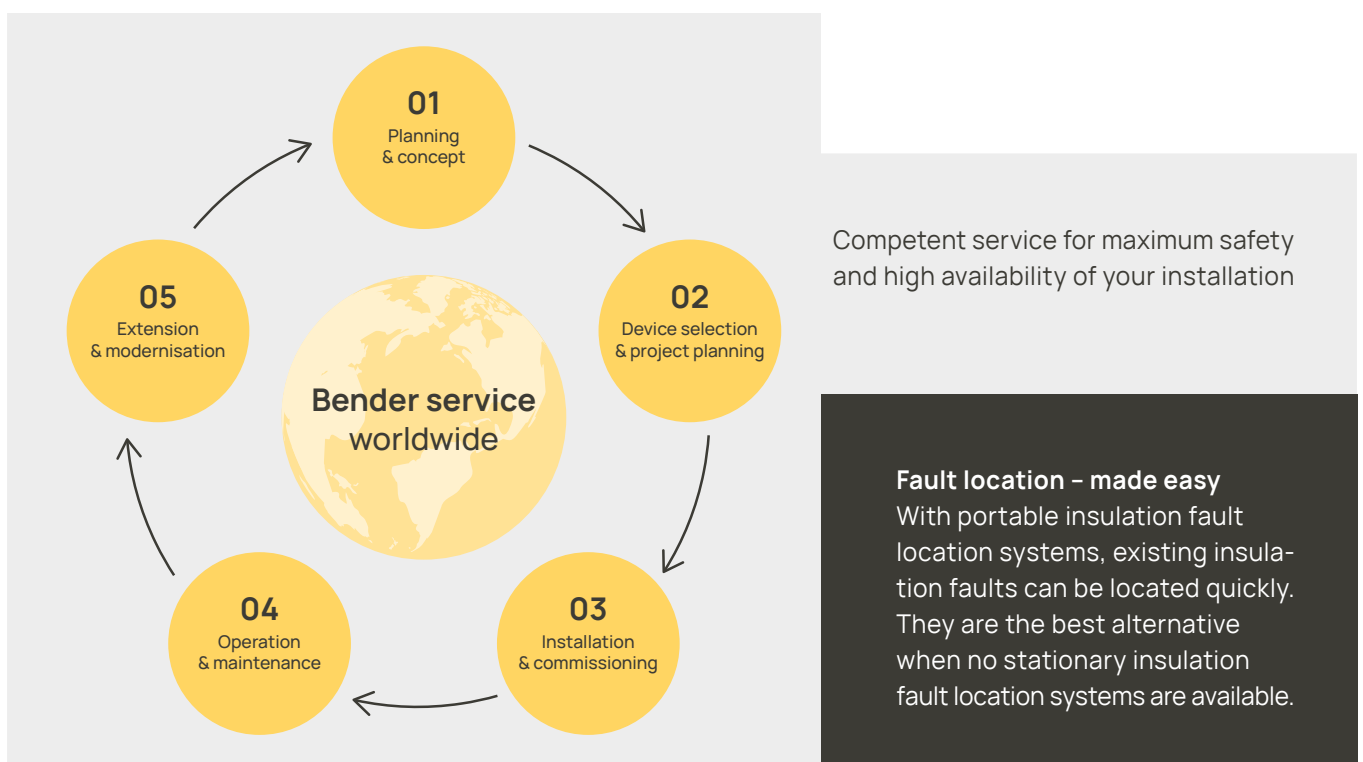 01
Planning
& concept
02
Device selection
& project planning
03
Installation
& commissioning
04
Operation
& maintenance
05
Extension
& modernisation
Bender service
worldwide
Competent service for maximum safety
and high availability of your installation
Fault location – made easy
With portable insulation fault
location systems, existing insula-
tion faults can be located quickly.
They are the best alternative
when no stationary insulation
fault location systems are available.